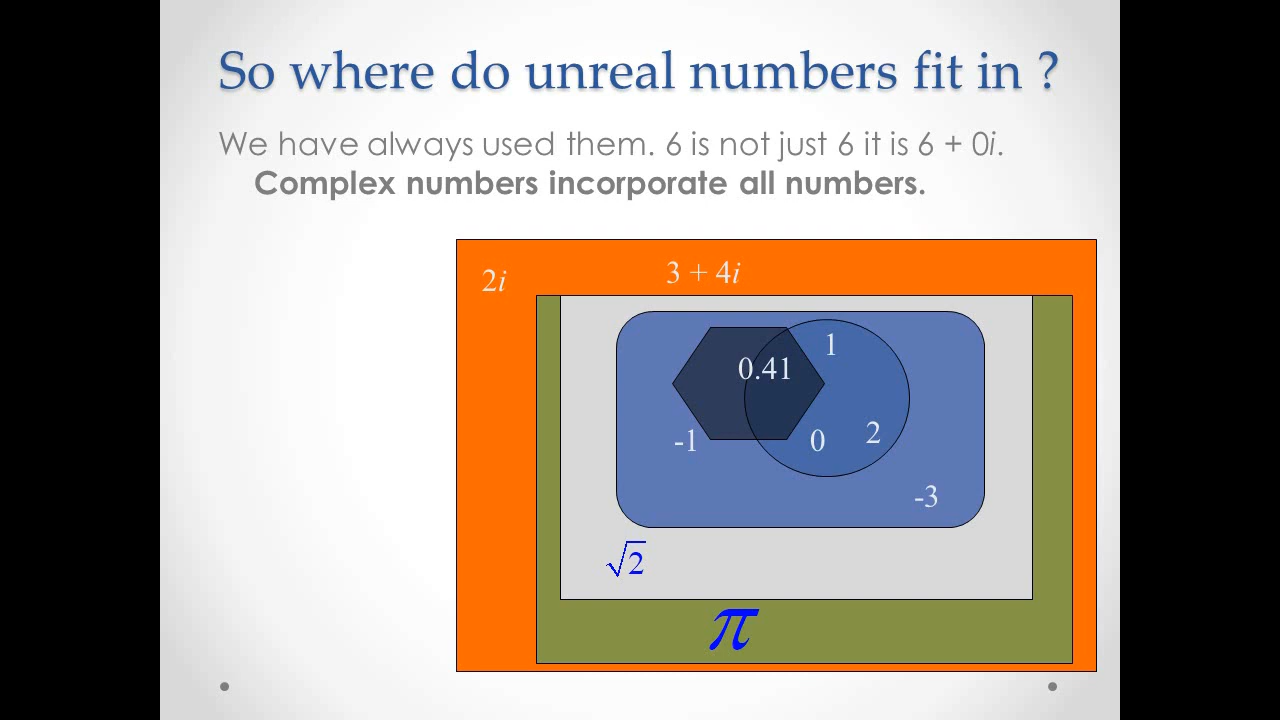 So where do unreal numbers fit in ?
We have always used them. 6 is not just 6 it is 6 + 0i.
Complex numbers incorporate all numbers.
2i
3 + 4i
1
0.41
-1
0
2
-3
√2
π